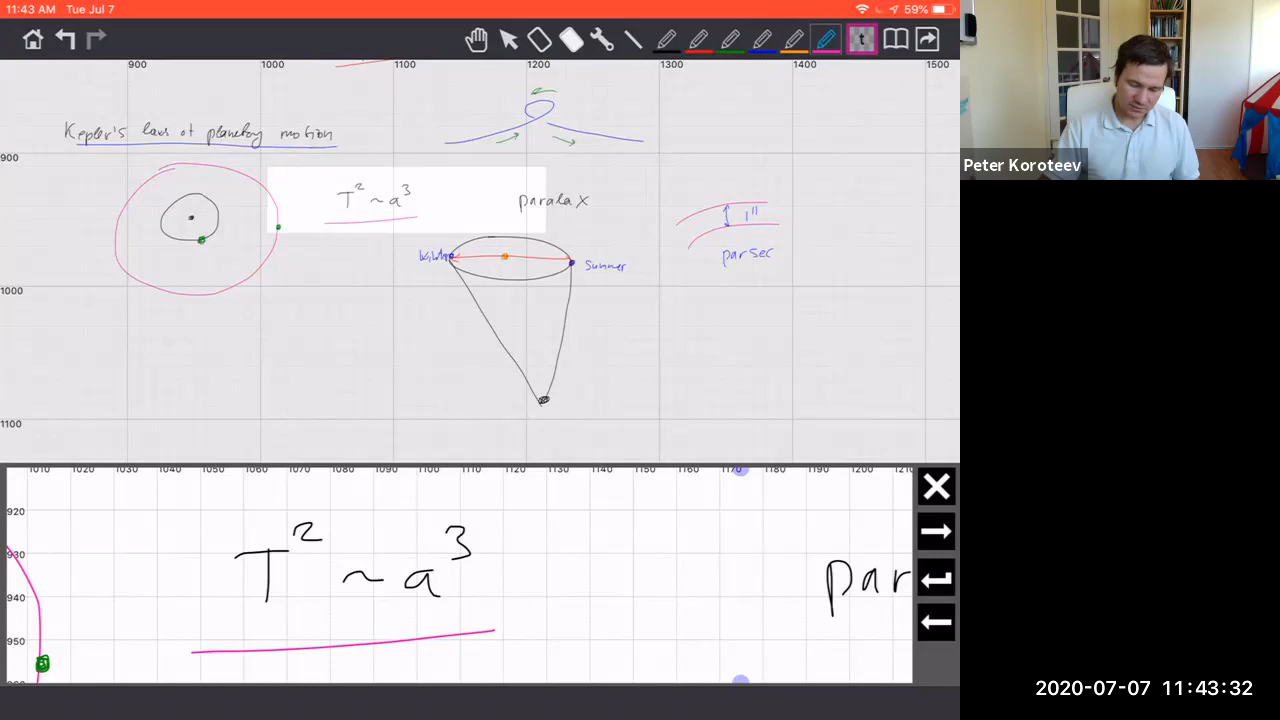 11:43 AM Tue Jul 7
59%
t
900 1000 1100 1200 1300 1400 1500
Kepler's laws of planetary motion
900
T² ~ a³
paralax
1"
parsec
Summer
1000
1100
1010 1020 1030 1040 1050 1060 1070 1080 1090 1100 1110 1120 1130 1140 1150 1160 1170 1180 1190 1200
920
930
T² ~ a³
par
940
950
Peter Koroteev
2020-07-07 11:43:32